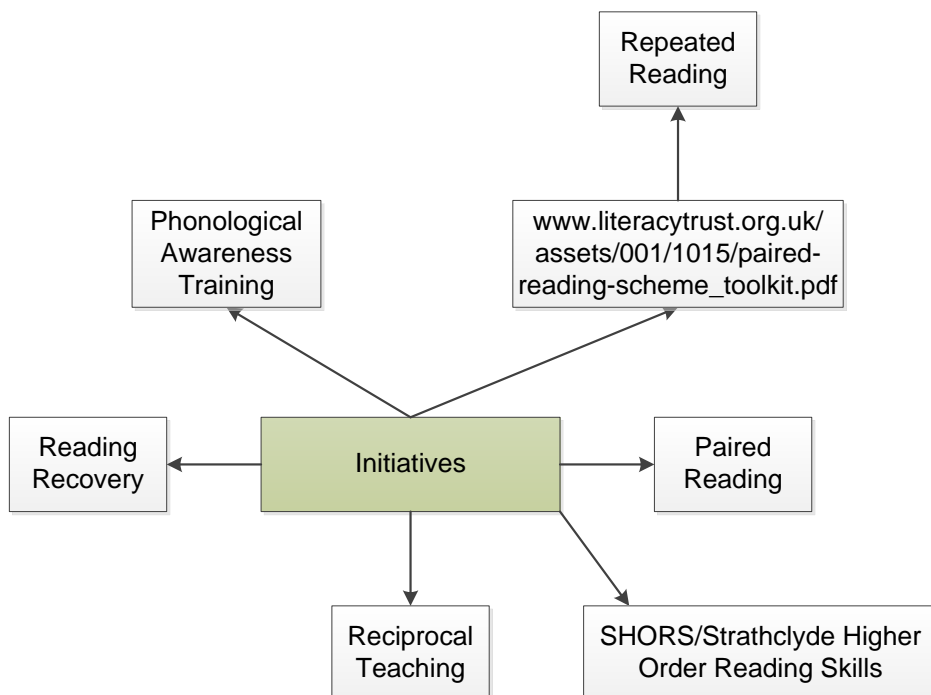 Repeated
Reading
Phonological
Awareness
Training
www.literacytrust.org.uk/
assets/001/1015/paired-
reading-scheme_toolkit.pdf
Reading
Recovery
Initiatives
Paired
Reading
Reciprocal
Teaching
SHORS/Strathclyde Higher
Order Reading Skills